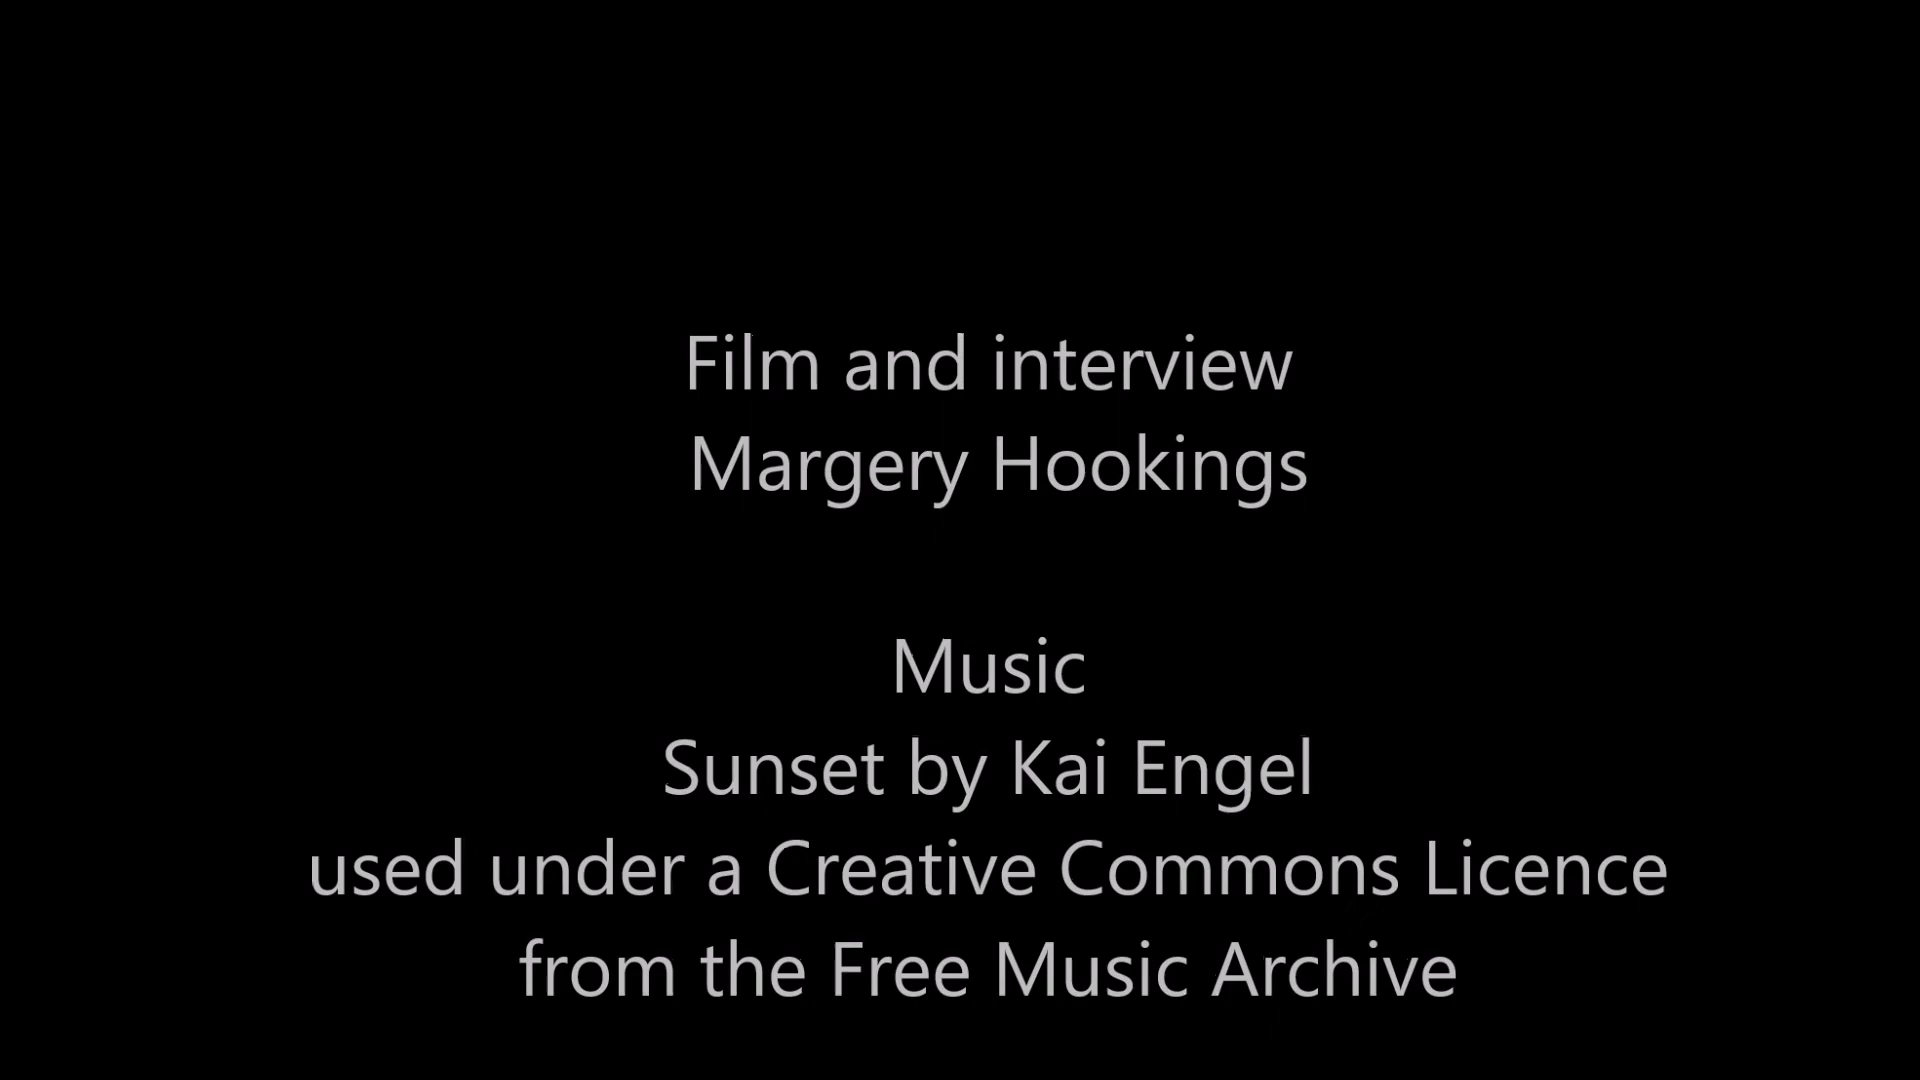 Film and interview
Margery Hookings
Music
Sunset by Kai Engel
used under a Creative Commons Licence
from the Free Music Archive